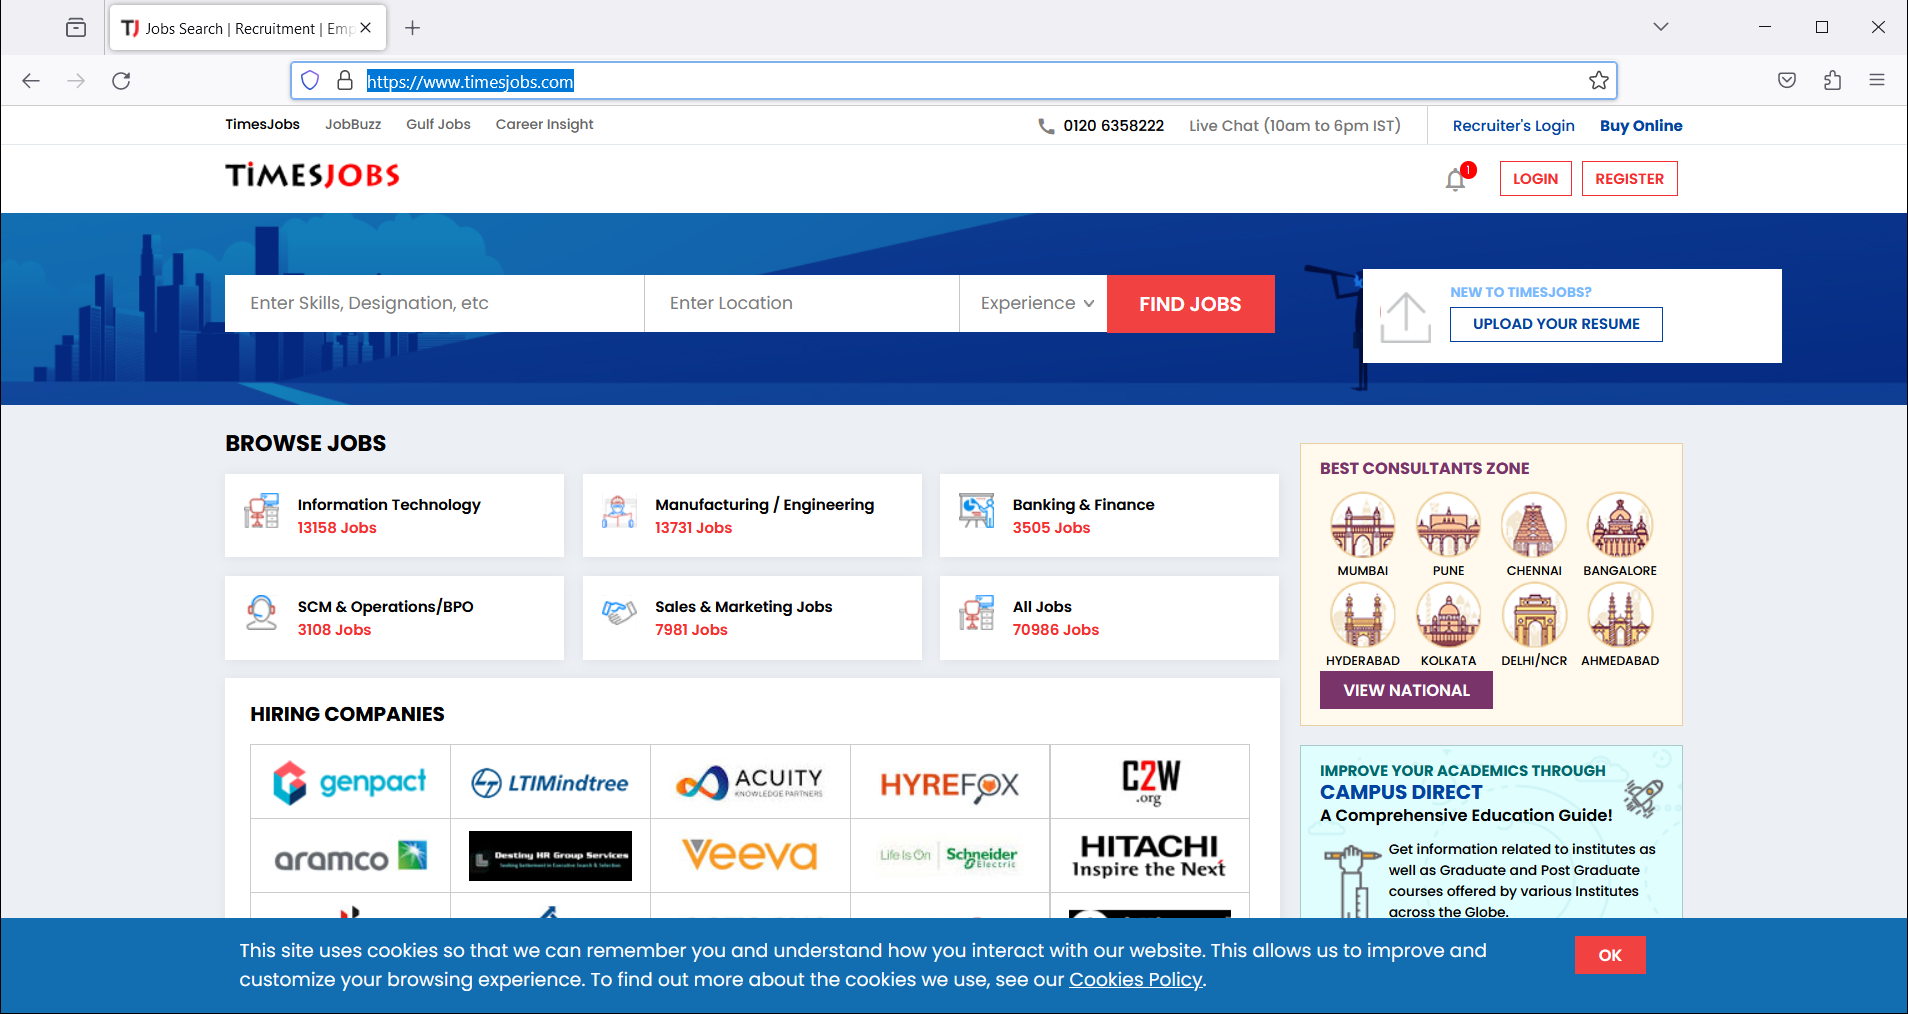 Jobs Search | Recruitment | Emp
https://www.timesjobs.com
TimesJobs JobBuzz Gulf Jobs Career Insight
0120 6358222 Live Chat (10am to 6pm IST) Recruiter's Login Buy Online
TiMESJOBS
1
LOGIN REGISTER
Enter Skills, Designation, etc Enter Location Experience FIND JOBS
NEW TO TIMESJOBS?
UPLOAD YOUR RESUME
BROWSE JOBS
Information Technology
13158 Jobs
Manufacturing / Engineering
13731 Jobs
Banking & Finance
3505 Jobs
SCM & Operations/BPO
3108 Jobs
Sales & Marketing Jobs
7981 Jobs
All Jobs
70986 Jobs
HIRING COMPANIES
genpact
LTIMindtree
ACUITY
KNOWLEDGE PARTNERS
HYREFOX
C2W
.org
aramco
Destiny HR Group Services
Veeva
Life Is On Schneider
Electric
HITACHI
Inspire the Next
BEST CONSULTANTS ZONE
MUMBAI PUNE CHENNAI BANGALORE
HYDERABAD KOLKATA DELHI/NCR AHMEDABAD
VIEW NATIONAL
IMPROVE YOUR ACADEMICS THROUGH
CAMPUS DIRECT
A Comprehensive Education Guide!
Get information related to institutes as
well as Graduate and Post Graduate
courses offered by various Institutes
across the Globe.
This site uses cookies so that we can remember you and understand how you interact with our website. This allows us to improve and
customize your browsing experience. To find out more about the cookies we use, see our Cookies Policy.
OK